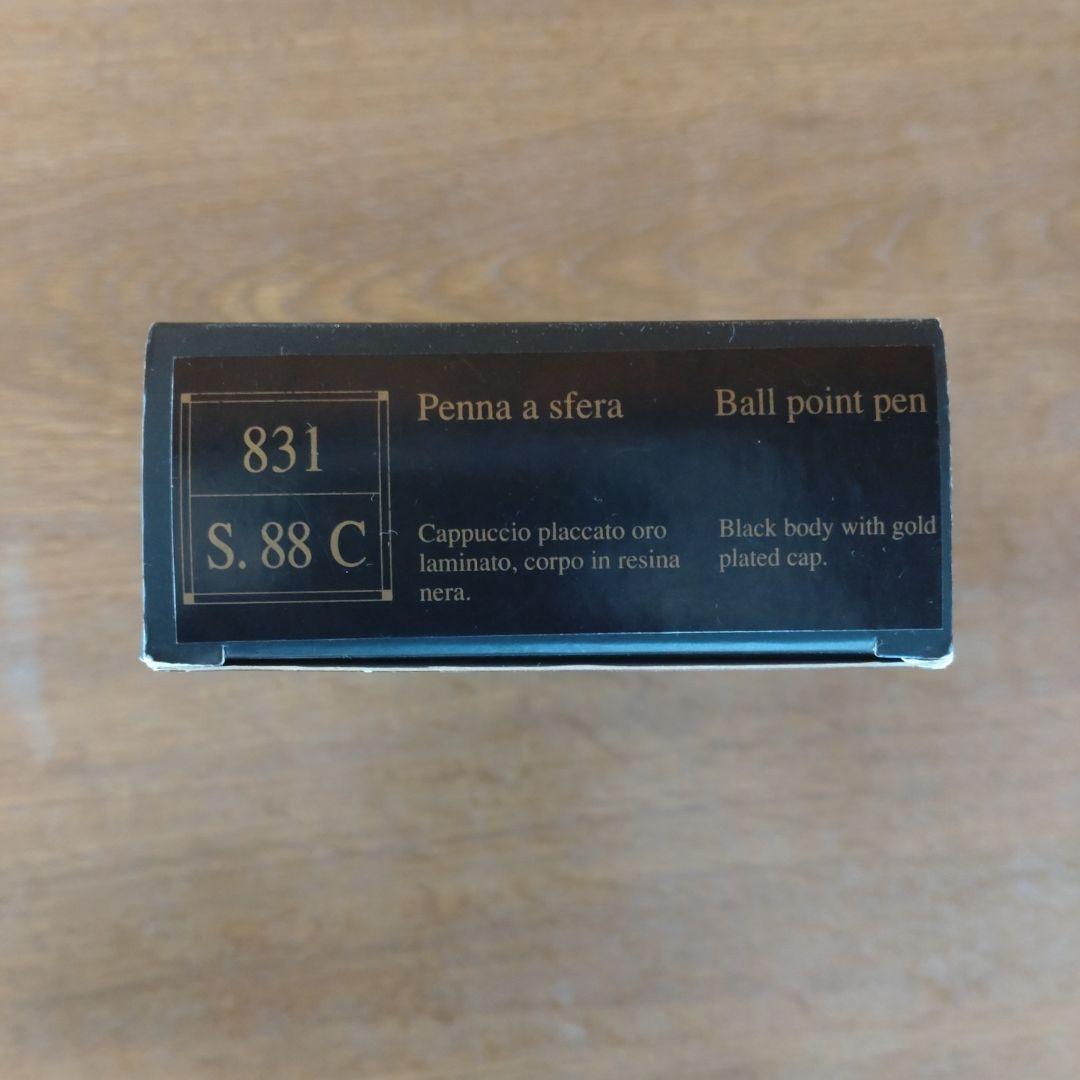 831
S. 88 C
Penna a sfera
Cappuccio placcato oro
laminato, corpo in resina
nera.
Ball point pen
Black body with gold
plated cap.